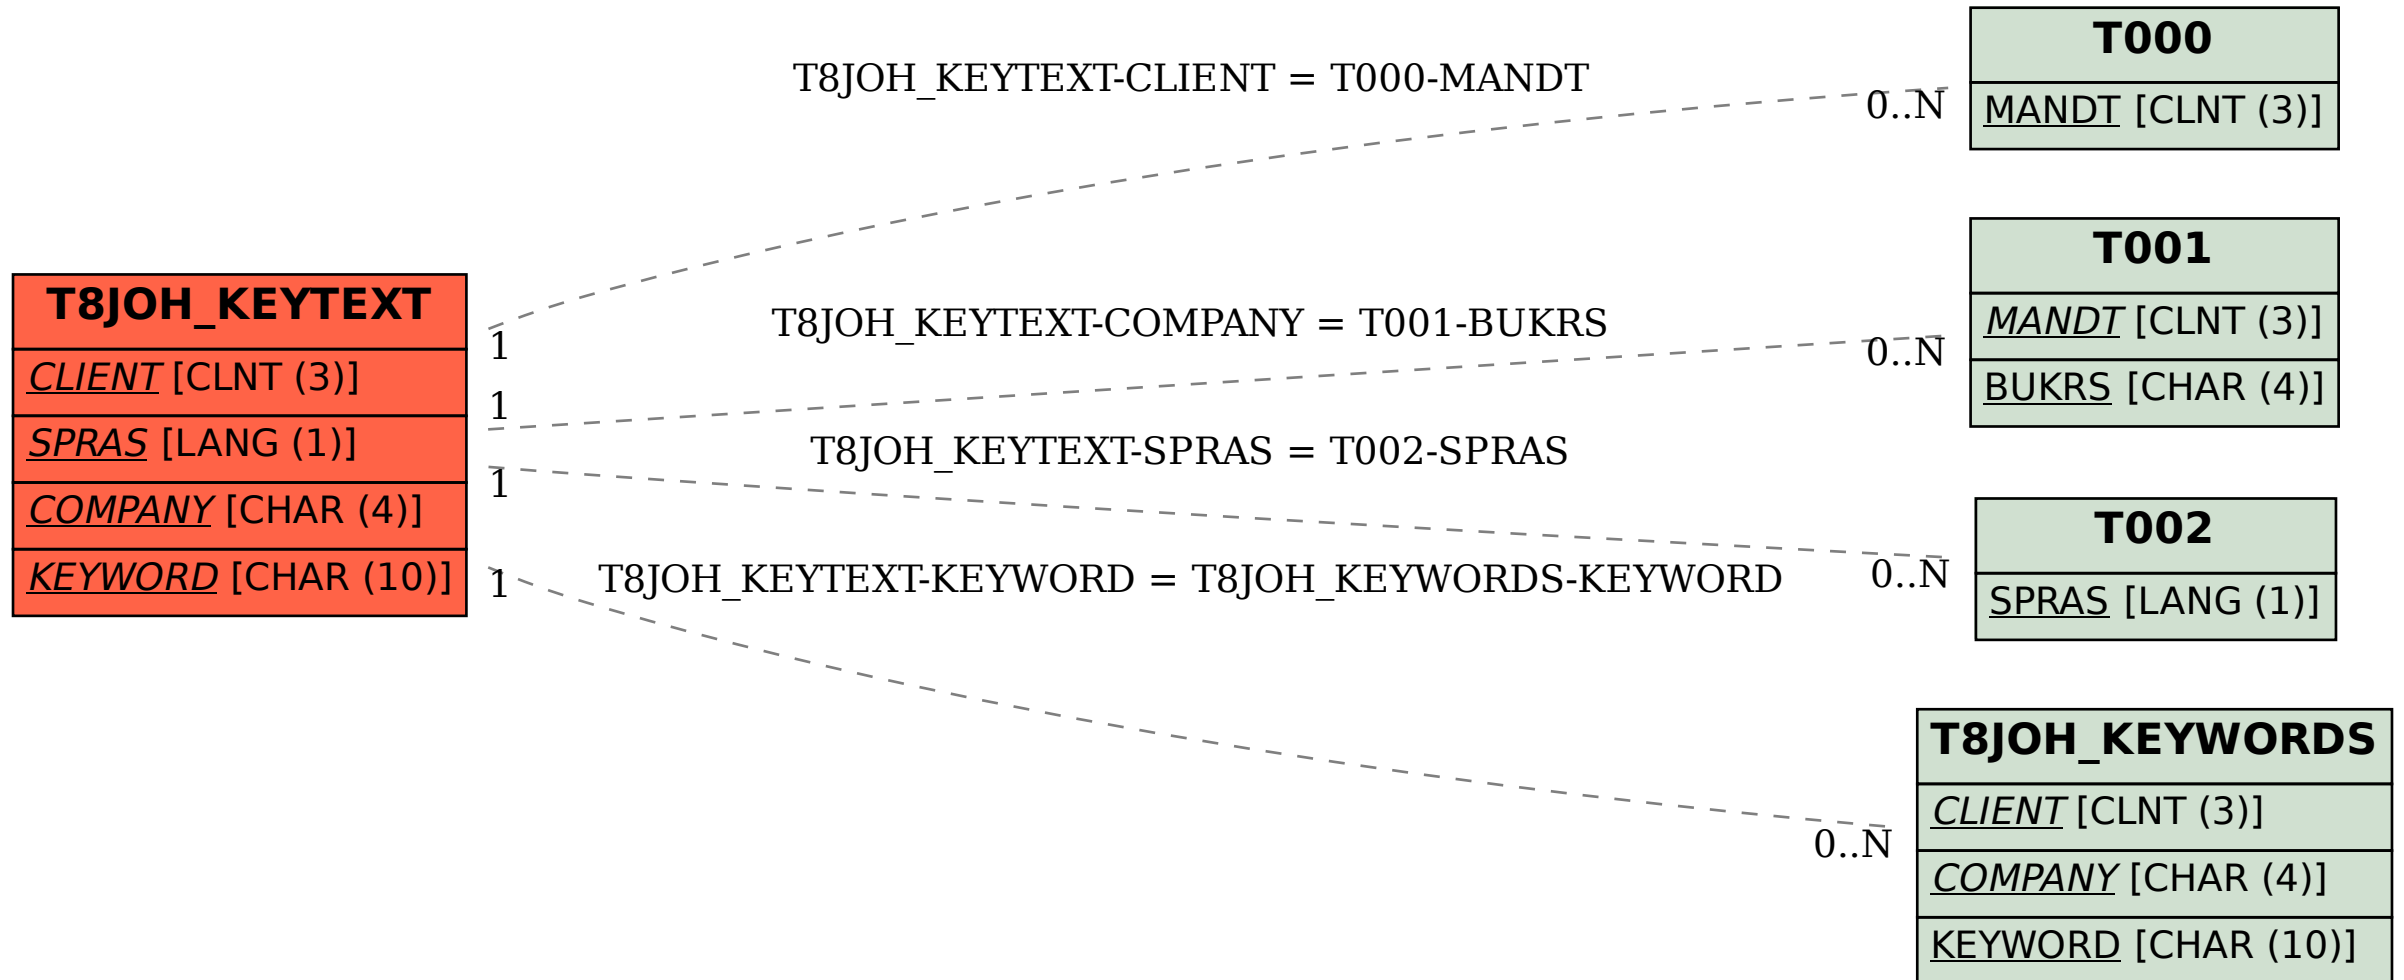 T8JOH_KEYTEXT
CLIENT [CLNT (3)]
SPRAS [LANG (1)]
COMPANY [CHAR (4)]
KEYWORD [CHAR (10)]
T8JOH_KEYTEXT-CLIENT = T000-MANDT
1
0..N
T8JOH_KEYTEXT-COMPANY = T001-BUKRS
1
0..N
T8JOH_KEYTEXT-SPRAS = T002-SPRAS
1
0..N
T8JOH_KEYTEXT-KEYWORD = T8JOH_KEYWORDS-KEYWORD
1
0..N
T000
MANDT [CLNT (3)]
T001
MANDT [CLNT (3)]
BUKRS [CHAR (4)]
T002
SPRAS [LANG (1)]
T8JOH_KEYWORDS
CLIENT [CLNT (3)]
COMPANY [CHAR (4)]
KEYWORD [CHAR (10)]